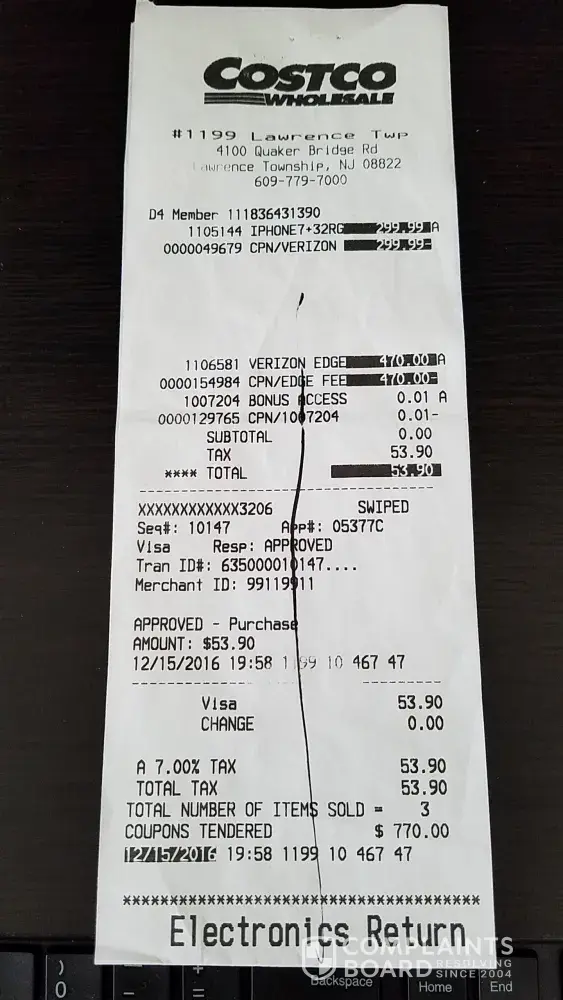 COSTCO
WHOLESALE
#1199 Lawrence Twp
4100 Quaker Bridge Rd
Lawrence Township, NJ 08822
609-779-7000
D4 Member 111836431390
1105144 IPHONE7+32RG 299.99 A
0000049679 CPN/VERIZON 299.99-
1106581 VERIZON EDGE 470.00 A
0000154984 CPN/EDGE FEE 470.00-
1007204 BONUS ACCESS 0.01 A
0000129765 CPN/1007204 0.01-
SUBTOTAL 0.00
TAX 53.90
**** TOTAL 53.90
XXXXXXXXXXXX3206 SWIPED
Seq#: 10147 App#: 05377C
Visa Resp: APPROVED
Tran ID#: 635000010147....
Merchant ID: 99119911
APPROVED - Purchase
AMOUNT: $53.90
12/15/2016 19:58 1199 10 467 47
Visa 53.90
CHANGE 0.00
A 7.00% TAX 53.90
TOTAL TAX 53.90
TOTAL NUMBER OF ITEMS SOLD = 3
COUPONS TENDERED $ 770.00
12/15/2016 19:58 1199 10 467 47
****************************************
Electronics Return
COMPLAINTS
BOARD RESOLVING
SINCE 2004
) _ +
0 - =
Backspace Home End